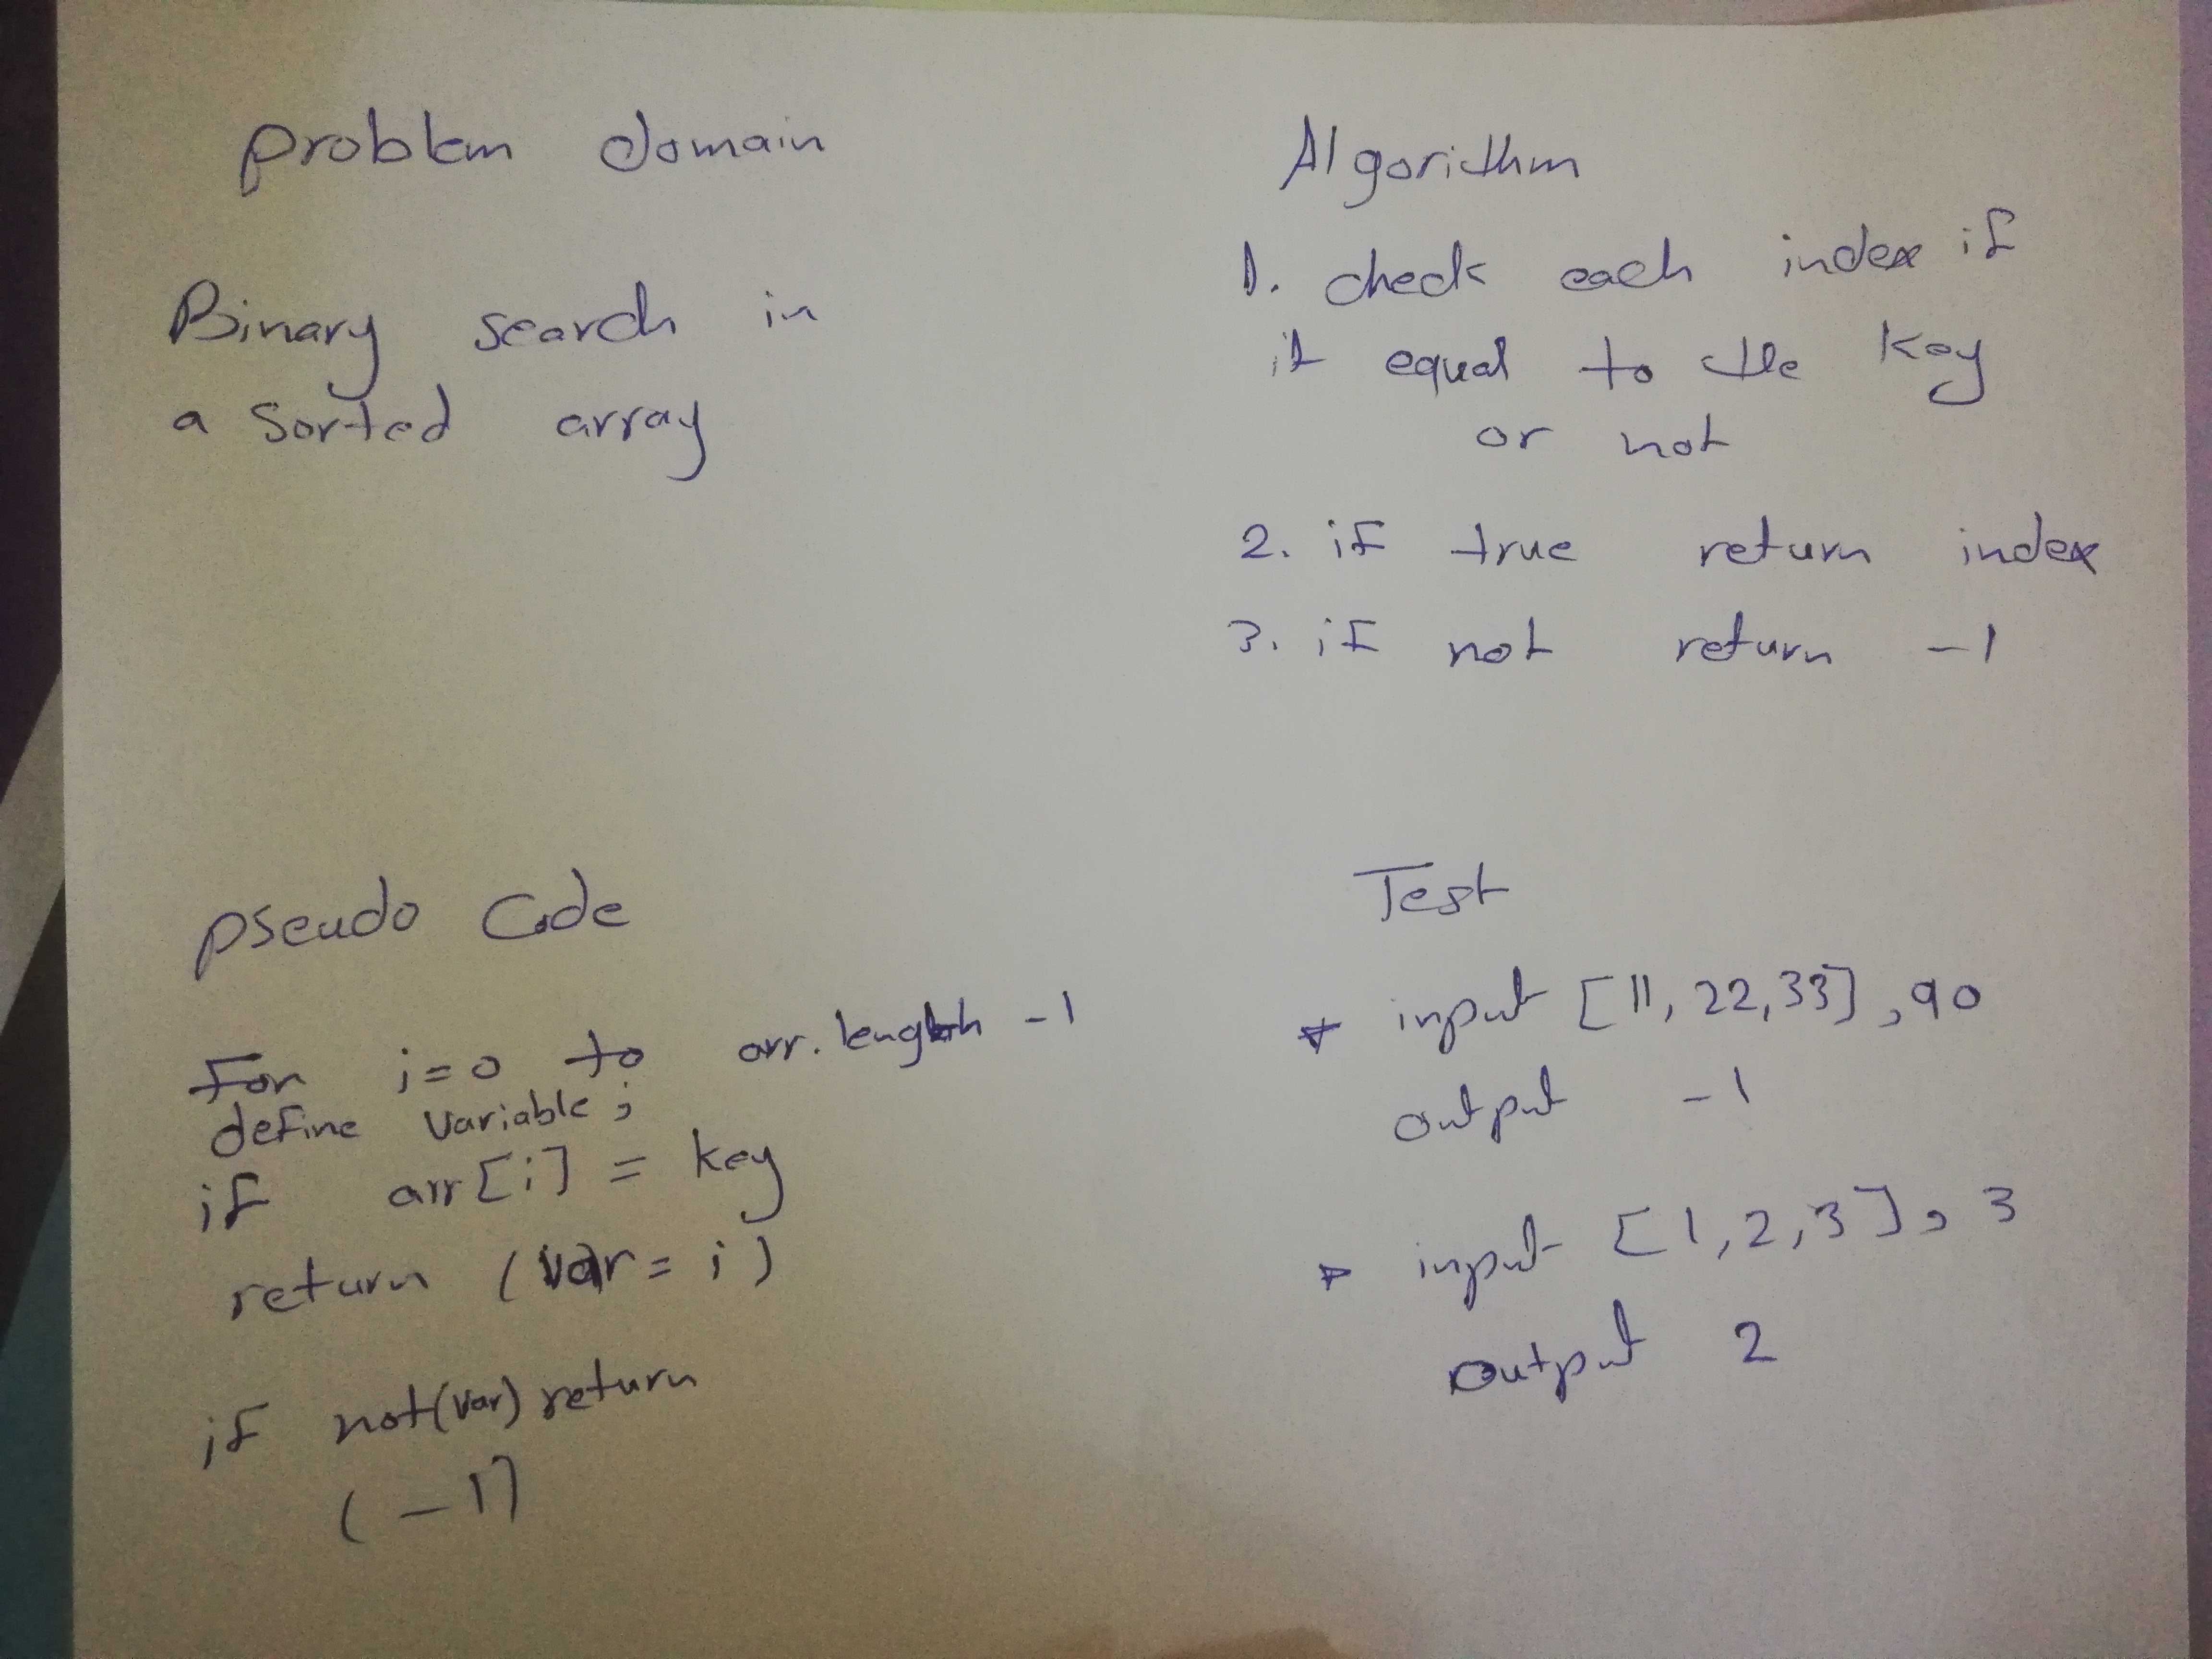 problem domain
Binary search in
a sorted array
Algorithm
1. check each index if
it equal to the key
or not
2. if true return index
3. if not return -1
pseudo Code
For i=0 to arr.length -1
define variable;
if arr[i] = key
return (var = i)
if not(var) return
(-1)
Test
* input [11, 22, 33], 90
output -1
* input [1, 2, 3], 3
output 2